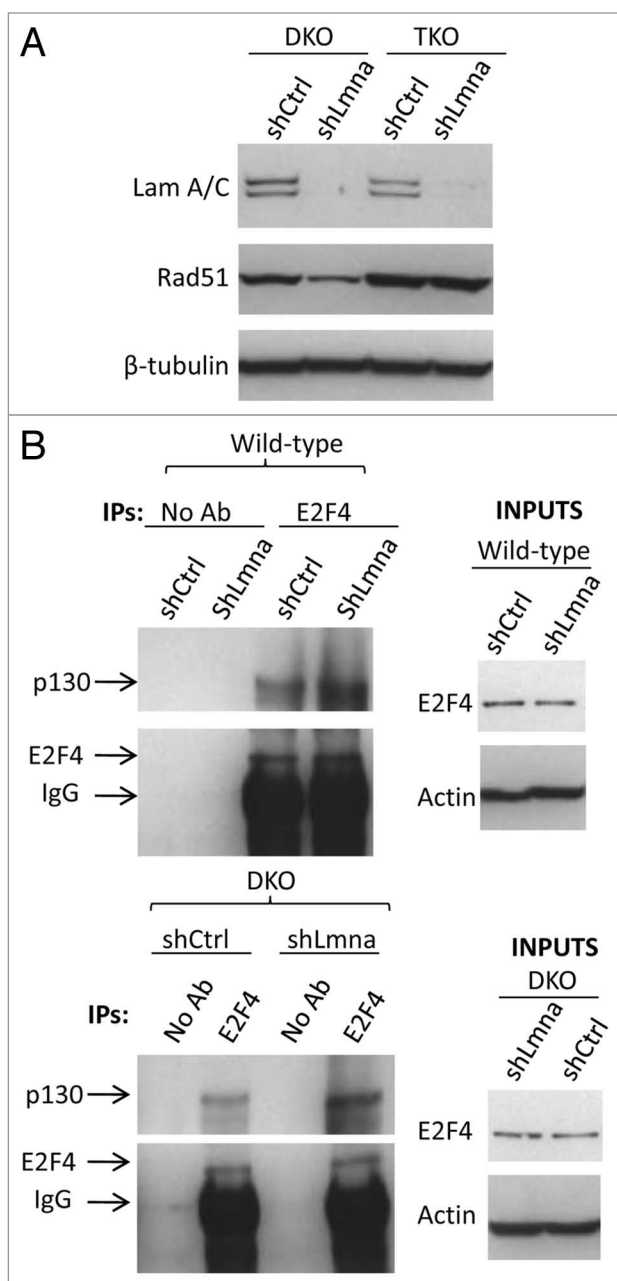 A
DKO TKO
shCtrl shLmna shCtrl shLmna
Lam A/C
Rad51
β-tubulin
B
Wild-type
IPs: No Ab E2F4
shCtrl ShLmna shCtrl ShLmna
p130
E2F4
IgG
INPUTS
Wild-type
shCtrl shLmna
E2F4
Actin
DKO
shCtrl shLmna
IPs: No Ab E2F4 No Ab E2F4
p130
E2F4
IgG
INPUTS
DKO
shLmna shCtrl
E2F4
Actin